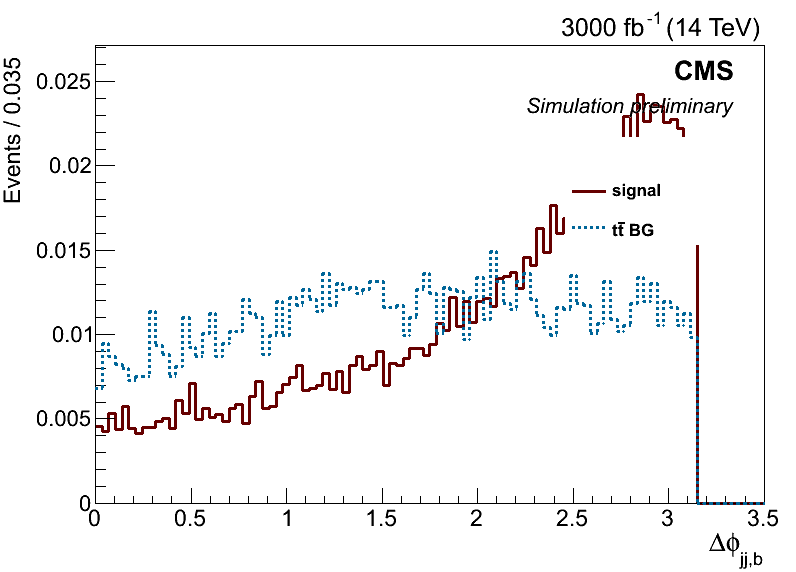 3000 fb⁻¹ (14 TeV)
Events / 0.035
CMS
Simulation preliminary
0.025
0.02
0.015
0.01
0.005
0
signal
tt̄ BG
0 0.5 1 1.5 2 2.5 3 3.5
Δϕjj,b